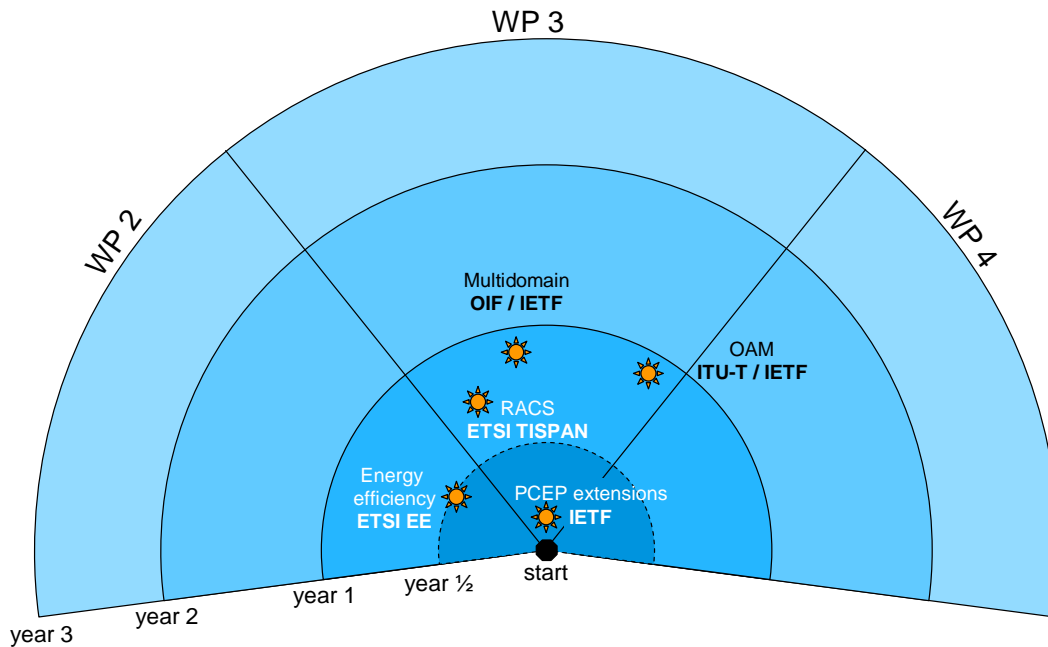 WP 3
WP 2
WP 4
Multidomain
OIF / IETF
OAM
ITU-T / IETF
RACS
ETSI TISPAN
Energy
efficiency
ETSI EE
PCEP extensions
IETF
start
year ½
year 1
year 2
year 3